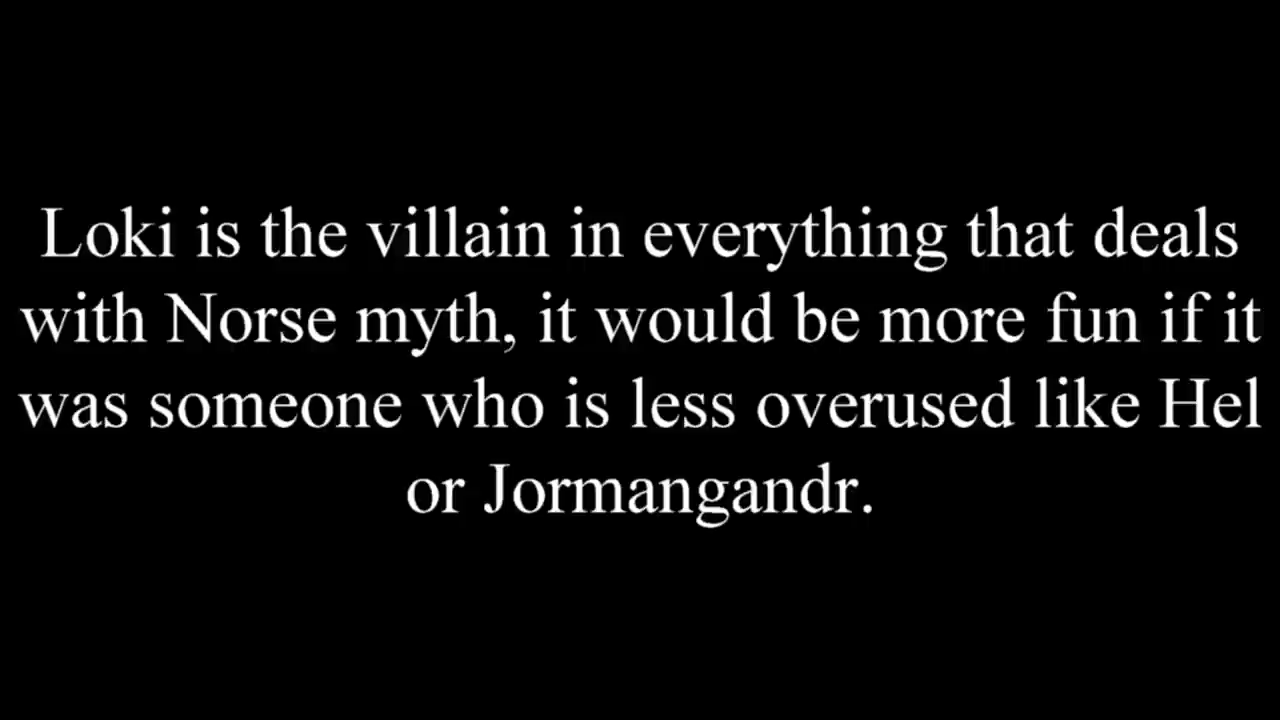 Loki is the villain in everything that deals
with Norse myth, it would be more fun if it
was someone who is less overused like Hel
or Jormangandr.